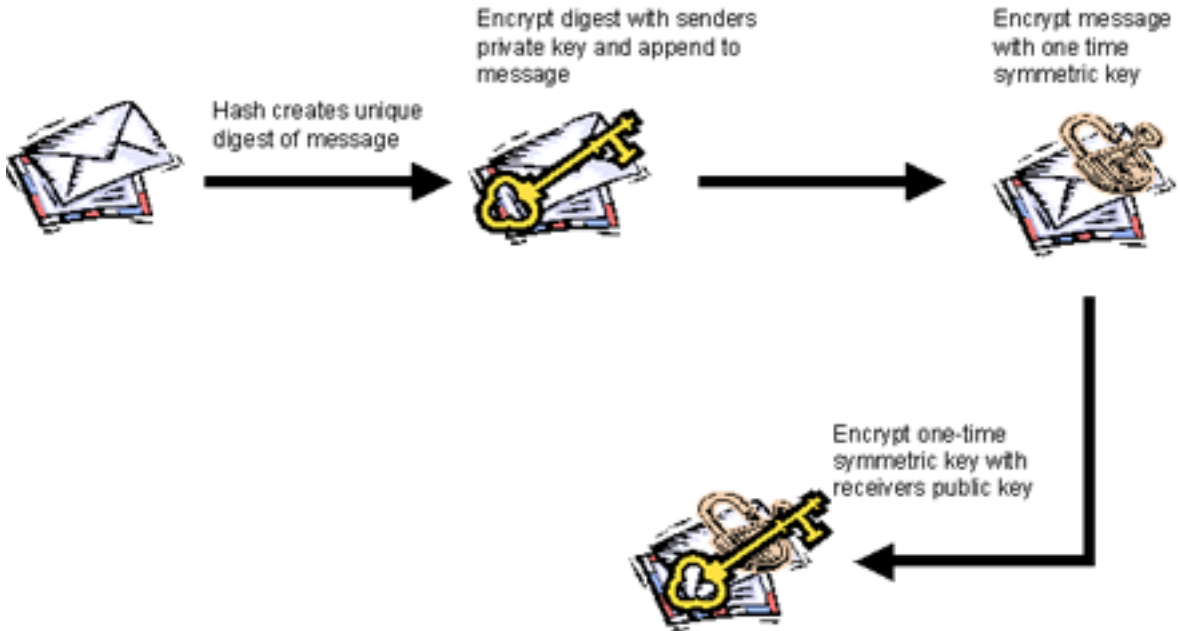 Encrypt digest with senders
private key and append to
message
Encrypt message
with one time
symmetric key
Hash creates unique
digest of message
Encrypt one-time
symmetric key with
receivers public key